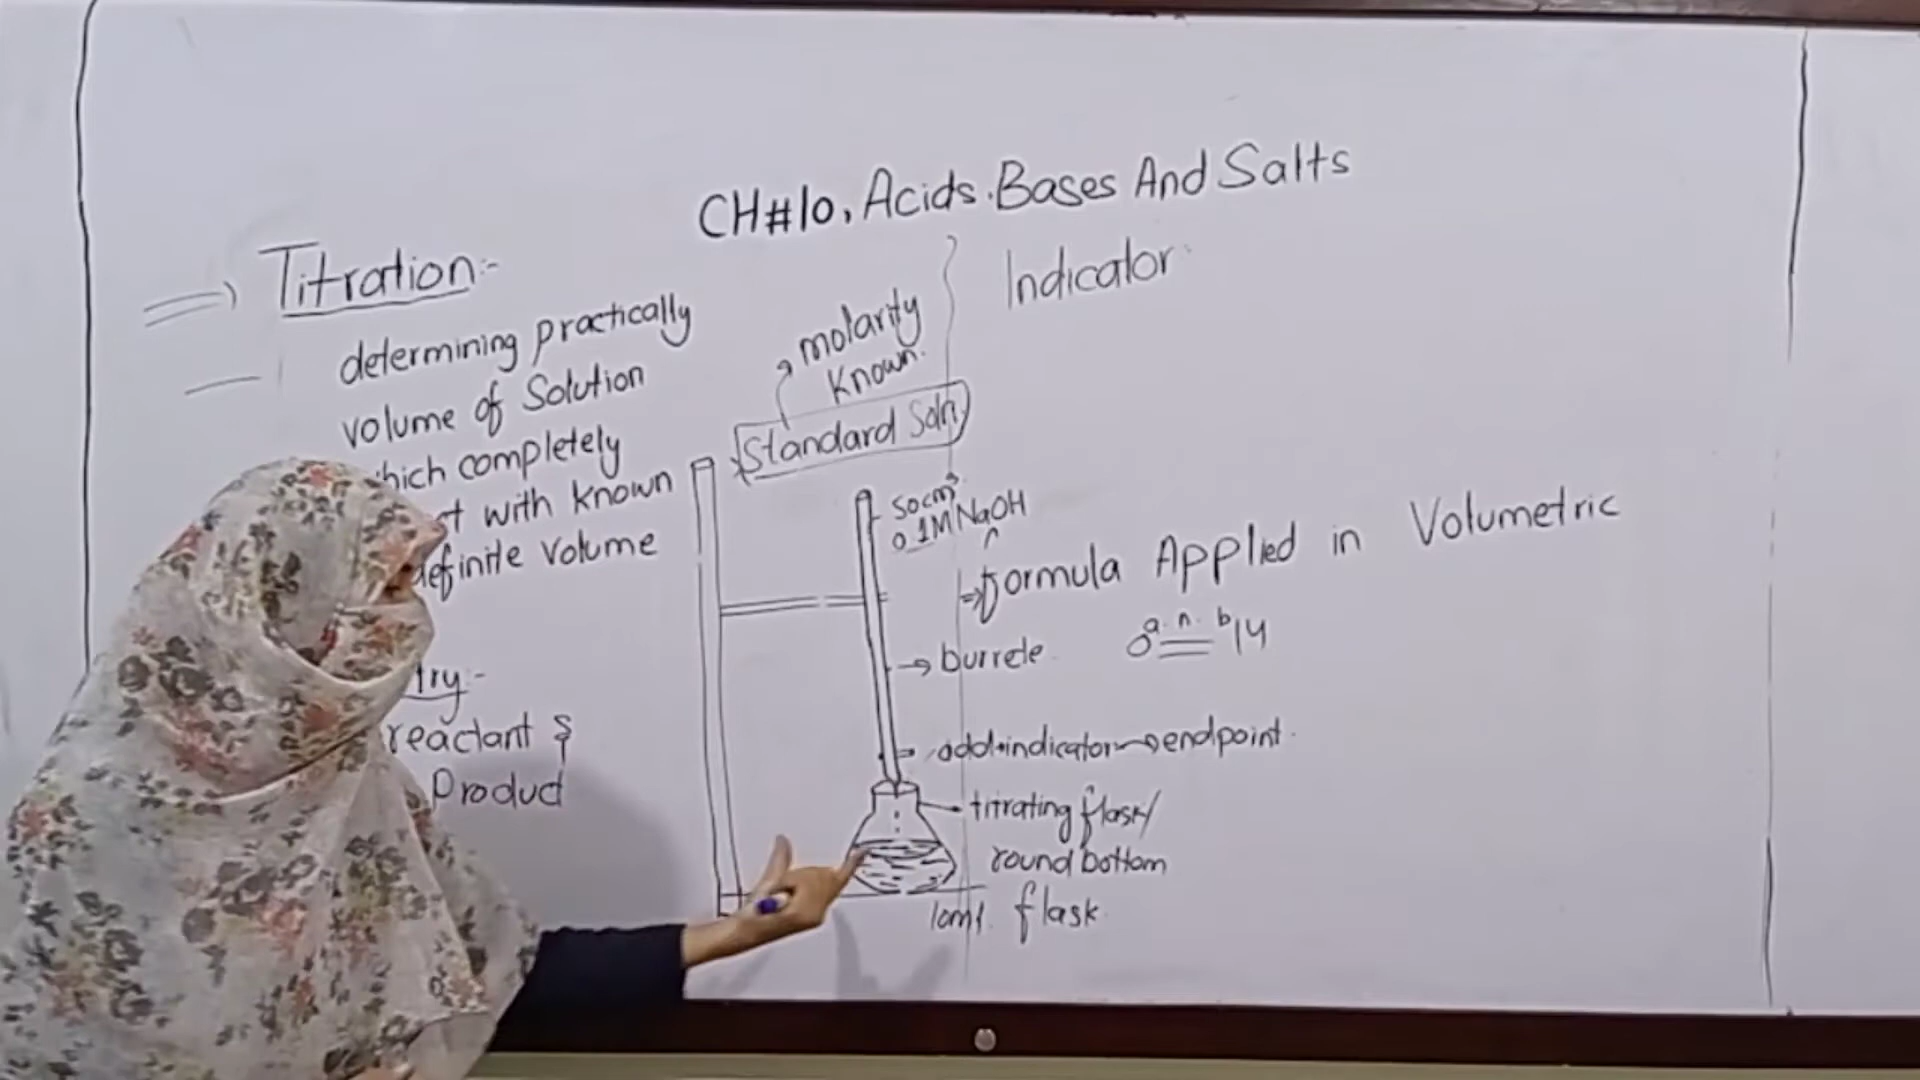 CH#10, Acids.Bases And Salts
Titration:-
determining practically
volume of Solution
which completely
with known
definite volume
reactant &
Product
molarity
known.
Standard Soln
50cm³
0.1M NaOH
burrete
add indicator → endpoint.
titrating flask/
round bottom
flask
Indicator
⇒ formula Applied in Volumetric